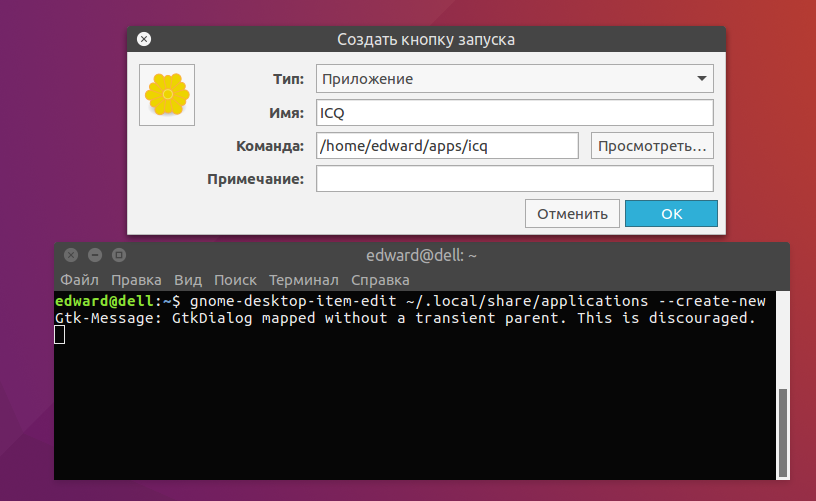 Создать кнопку запуска
Тип: Приложение
Имя: ICQ
Команда: /home/edward/apps/icq Просмотреть...
Примечание:
Отменить OK
edward@dell: ~
Файл Правка Вид Поиск Терминал Справка
edward@dell:~$ gnome-desktop-item-edit ~/.local/share/applications --create-new
Gtk-Message: GtkDialog mapped without a transient parent. This is discouraged.